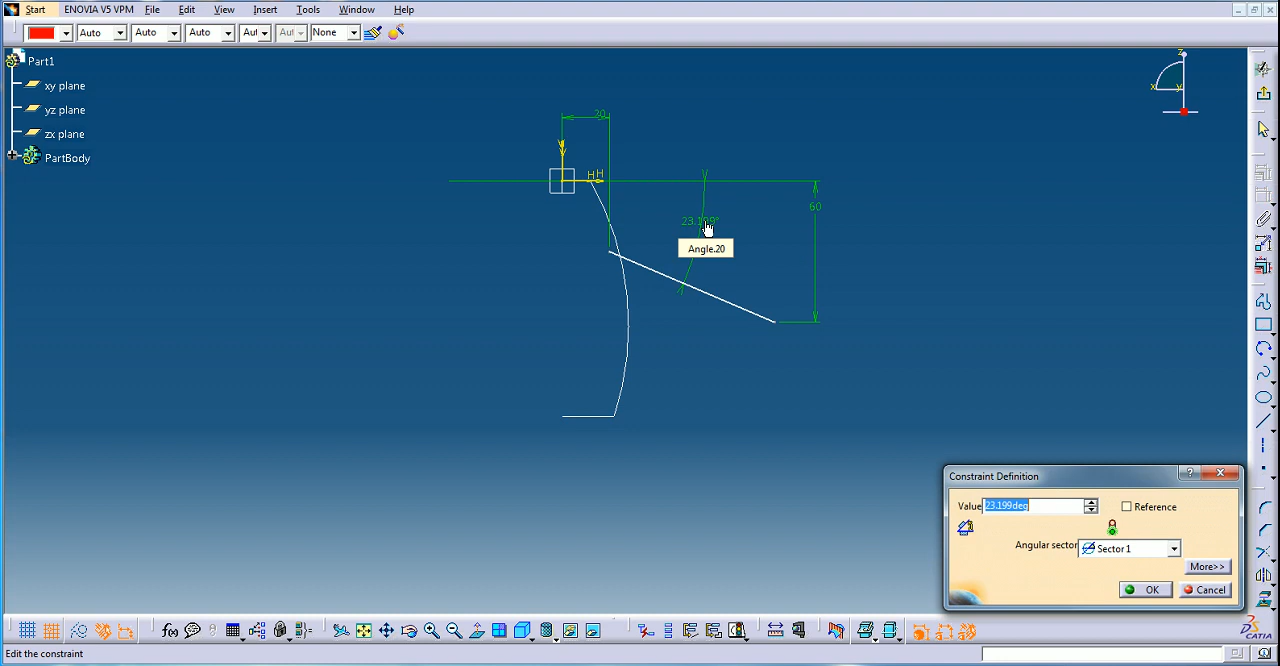 Start ENOVIA V5 VPM File Edit View Insert Tools Window Help
Auto Auto Auto Aut Aut None
Part1
xy plane
yz plane
zx plane
PartBody
z
x y
20
V
H H
60
Angle.20
Constraint Definition
Value 23.199deg Reference
Angular sector Sector 1
More>>
OK Cancel
f(x)
DS CATIA
Edit the constraint